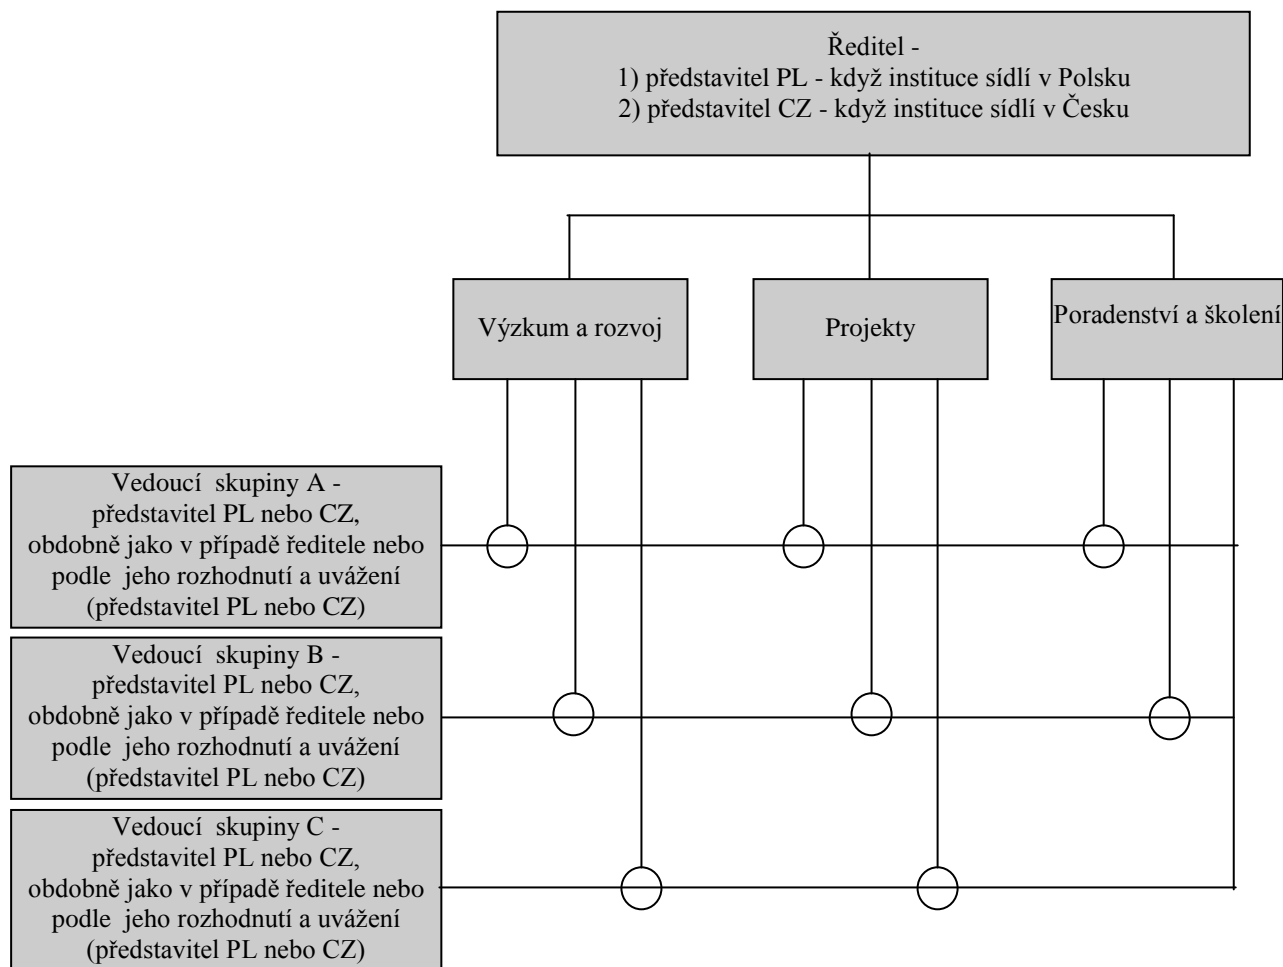 Ředitel -
1) představitel PL - když instituce sídlí v Polsku
2) představitel CZ - když instituce sídlí v Česku
Výzkum a rozvoj
Projekty
Poradenství a školení
Vedoucí skupiny A -
představitel PL nebo CZ,
obdobně jako v případě ředitele nebo
podle jeho rozhodnutí a uvážení
(představitel PL nebo CZ)
Vedoucí skupiny B -
představitel PL nebo CZ,
obdobně jako v případě ředitele nebo
podle jeho rozhodnutí a uvážení
(představitel PL nebo CZ)
Vedoucí skupiny C -
představitel PL nebo CZ,
obdobně jako v případě ředitele nebo
podle jeho rozhodnutí a uvážení
(představitel PL nebo CZ)